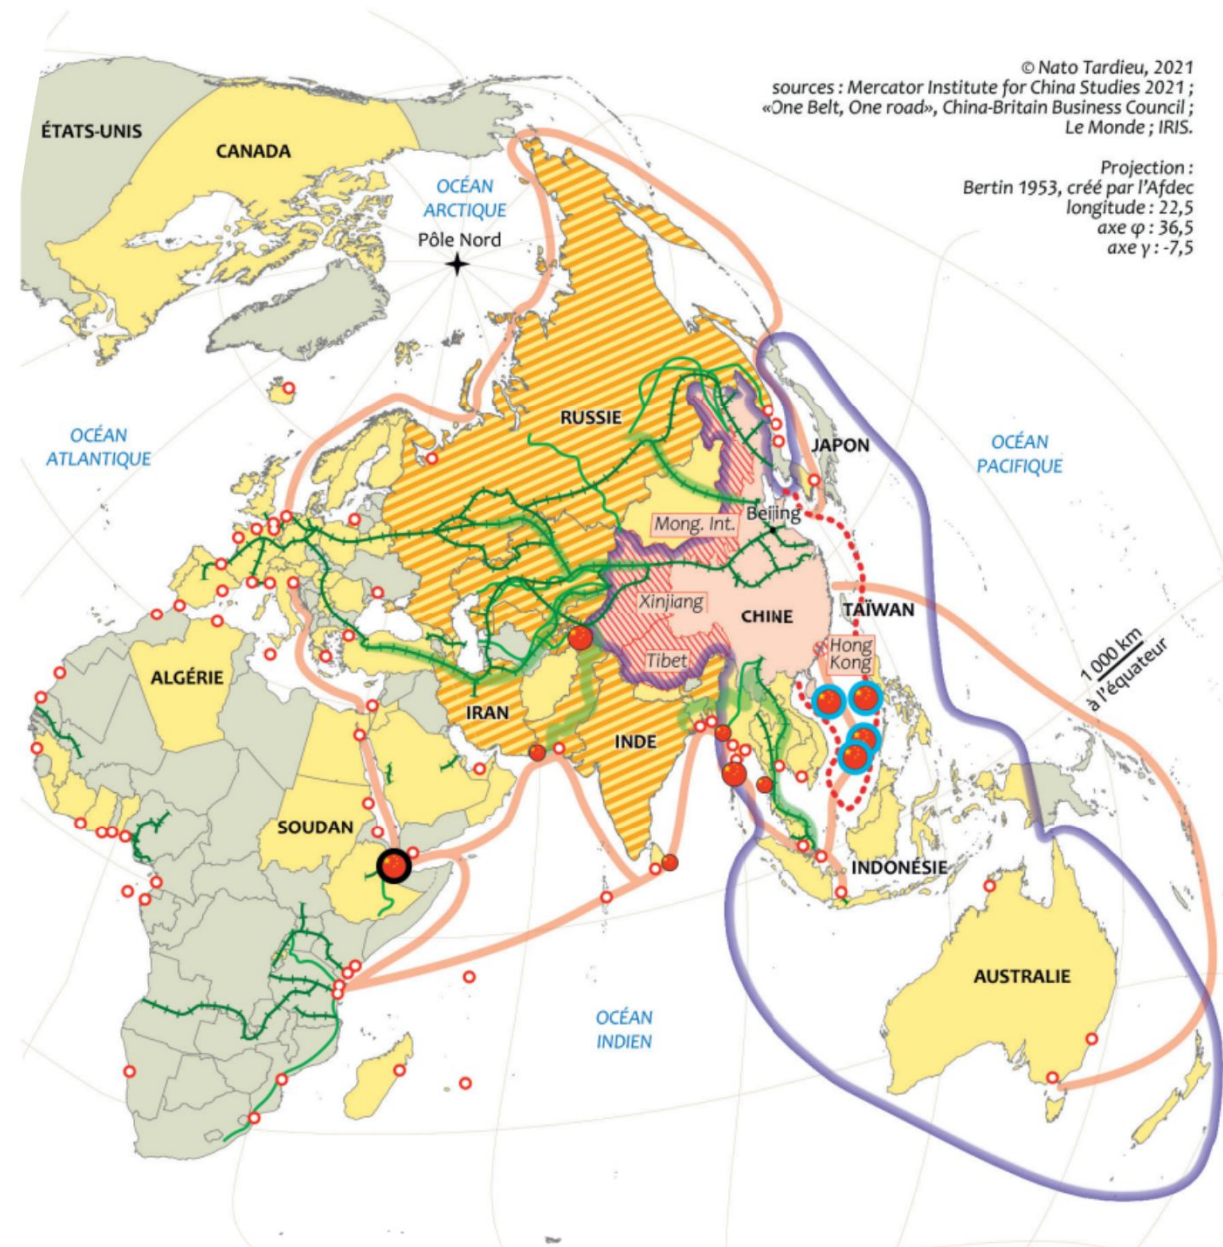 © Nato Tardieu, 2021
sources : Mercator Institute for China Studies 2021 ;
«One Belt, One road», China-Britain Business Council ;
Le Monde ; IRIS.
Projection :
Bertin 1953, créé par l'Afdec
longitude : 22,5
axe φ : 36,5
axe γ : -7,5
ÉTATS-UNIS
CANADA
OCÉAN
ARCTIQUE
Pôle Nord
OCÉAN
ATLANTIQUE
RUSSIE
JAPON
OCÉAN
PACIFIQUE
Mong. Int.
Beijing
Xinjiang
CHINE
TAÏWAN
Tibet
Hong
Kong
1 000 km
à l'équateur
ALGÉRIE
IRAN
INDE
SOUDAN
INDONÉSIE
AUSTRALIE
OCÉAN
INDIEN